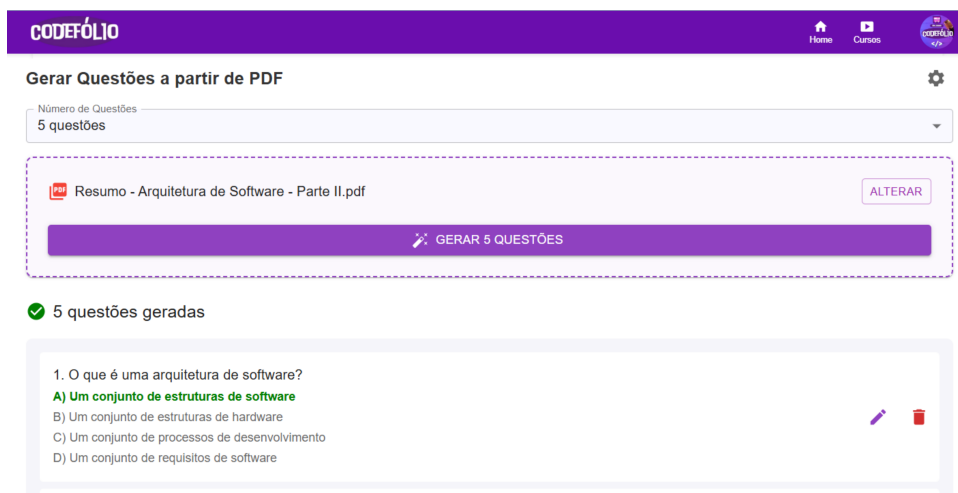 CODEFÓLIO
Home
Cursos
CODEFÓLIO
</>
Gerar Questões a partir de PDF
Número de Questões
5 questões
PDF
Resumo - Arquitetura de Software - Parte II.pdf
ALTERAR
GERAR 5 QUESTÕES
5 questões geradas
1. O que é uma arquitetura de software?
A) Um conjunto de estruturas de software
B) Um conjunto de estruturas de hardware
C) Um conjunto de processos de desenvolvimento
D) Um conjunto de requisitos de software